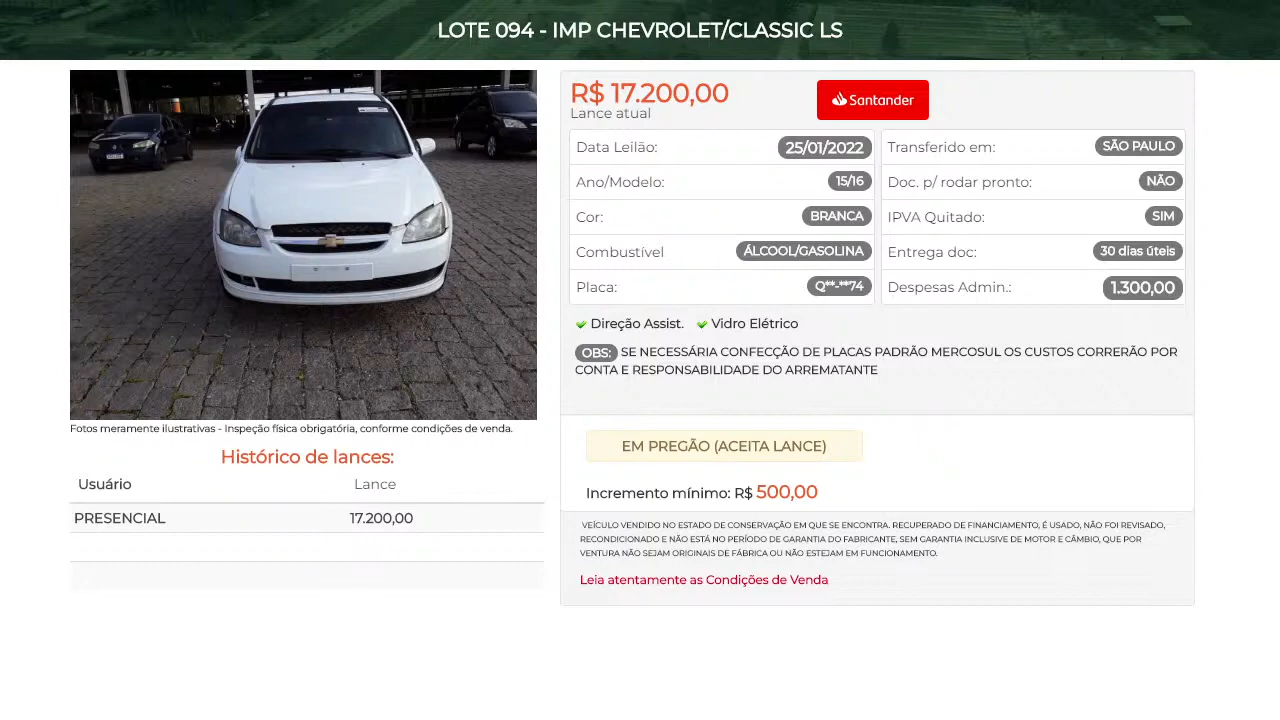 LOTE 094 - IMP CHEVROLET/CLASSIC LS
R$ 17.200,00
Lance atual
Santander
Data Leilão: 25/01/2022
Ano/Modelo: 15/16
Cor: BRANCA
Combustível ÁLCOOL/GASOLINA
Placa: Q**-**74
Transferido em: SÃO PAULO
Doc. p/ rodar pronto: NÃO
IPVA Quitado: SIM
Entrega doc: 30 dias úteis
Despesas Admin.: 1.300,00
Direção Assist. Vidro Elétrico
OBS: SE NECESSÁRIA CONFECÇÃO DE PLACAS PADRÃO MERCOSUL OS CUSTOS CORRERÃO POR
CONTA E RESPONSABILIDADE DO ARREMATANTE
EM PREGÃO (ACEITA LANCE)
Incremento mínimo: R$ 500,00
VEÍCULO VENDIDO NO ESTADO DE CONSERVAÇÃO EM QUE SE ENCONTRA. RECUPERADO DE FINANCIAMENTO, É USADO, NÃO FOI REVISADO,
RECONDICIONADO E NÃO ESTÁ NO PERÍODO DE GARANTIA DO FABRICANTE, SEM GARANTIA INCLUSIVE DE MOTOR E CÂMBIO, QUE POR
VENTURA NÃO SEJAM ORIGINAIS DE FÁBRICA OU NÃO ESTEJAM EM FUNCIONAMENTO.
Leia atentamente as Condições de Venda
Fotos meramente ilustrativas - Inspeção física obrigatória, conforme condições de venda.
Histórico de lances:
Usuário Lance
PRESENCIAL 17.200,00